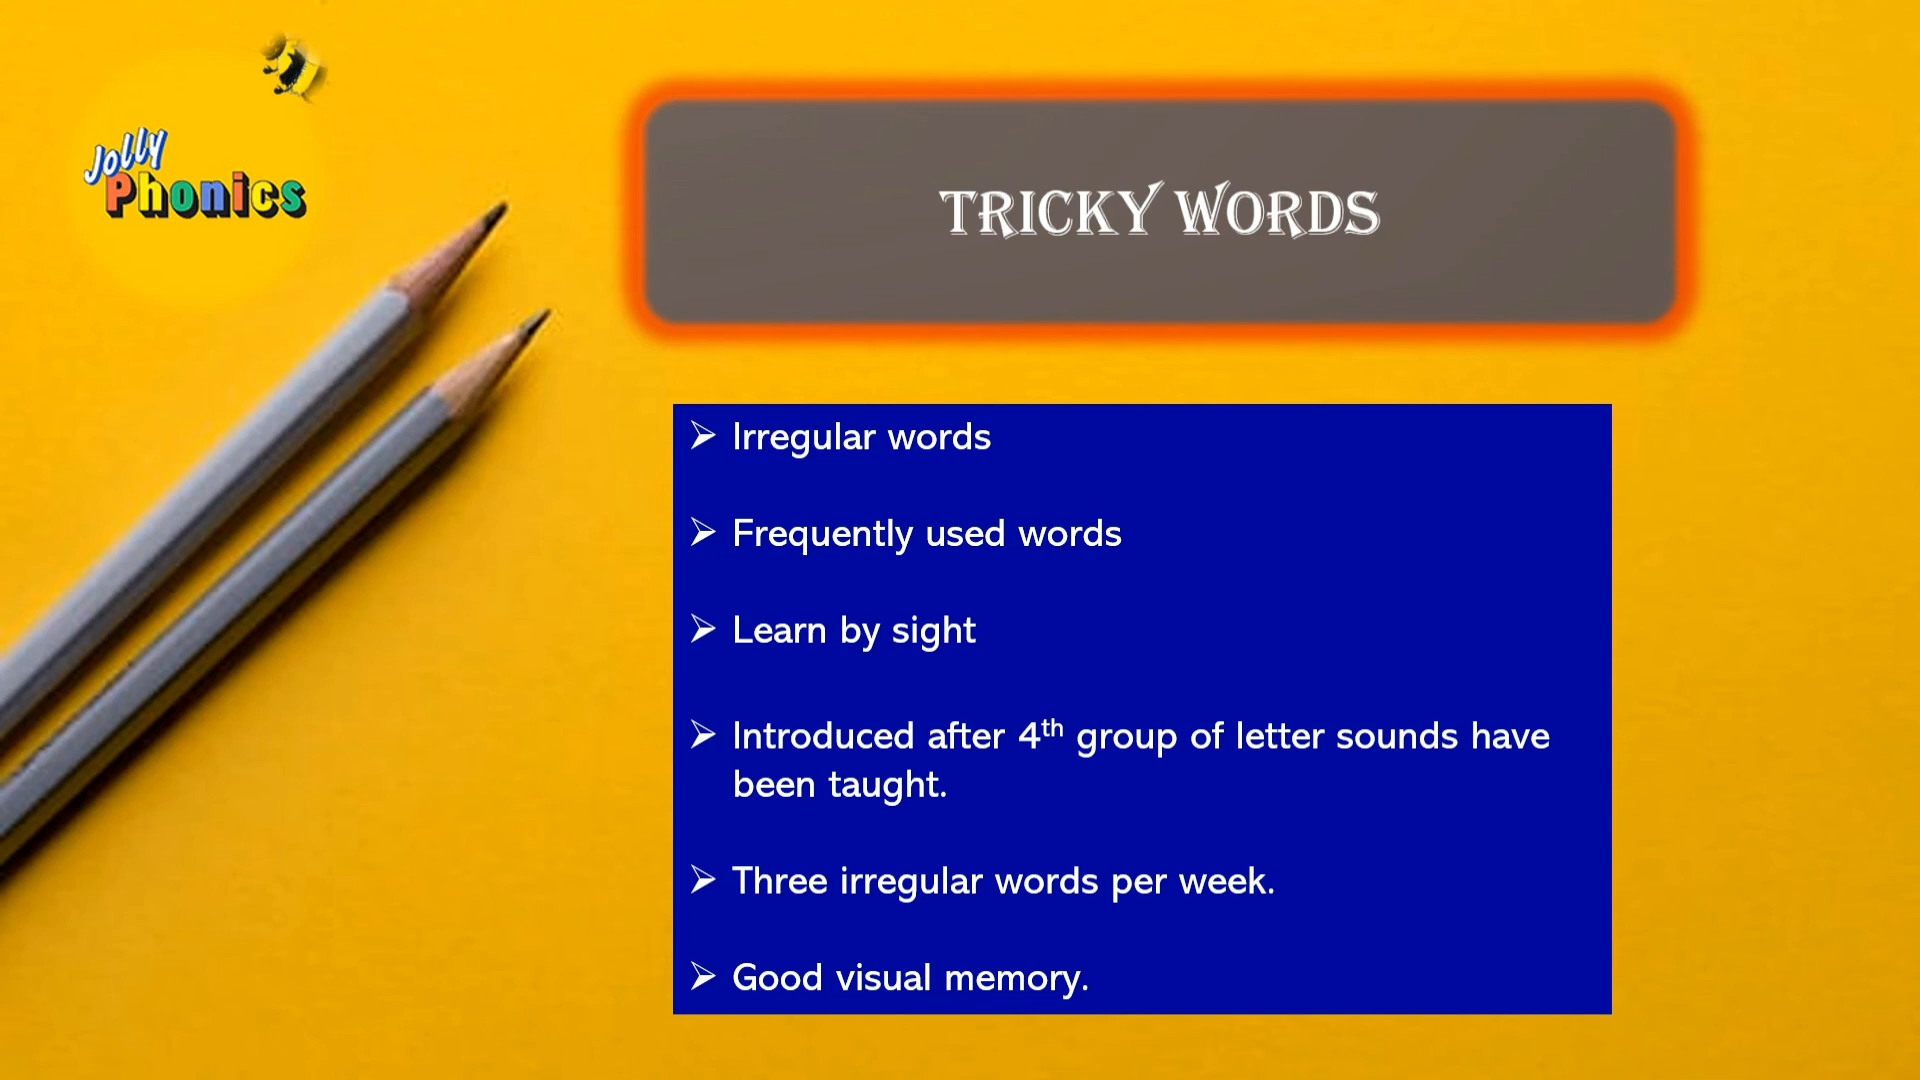 Jolly
Phonics
TRICKY WORDS
➢ Irregular words
➢ Frequently used words
➢ Learn by sight
➢ Introduced after 4th group of letter sounds have
been taught.
➢ Three irregular words per week.
➢ Good visual memory.